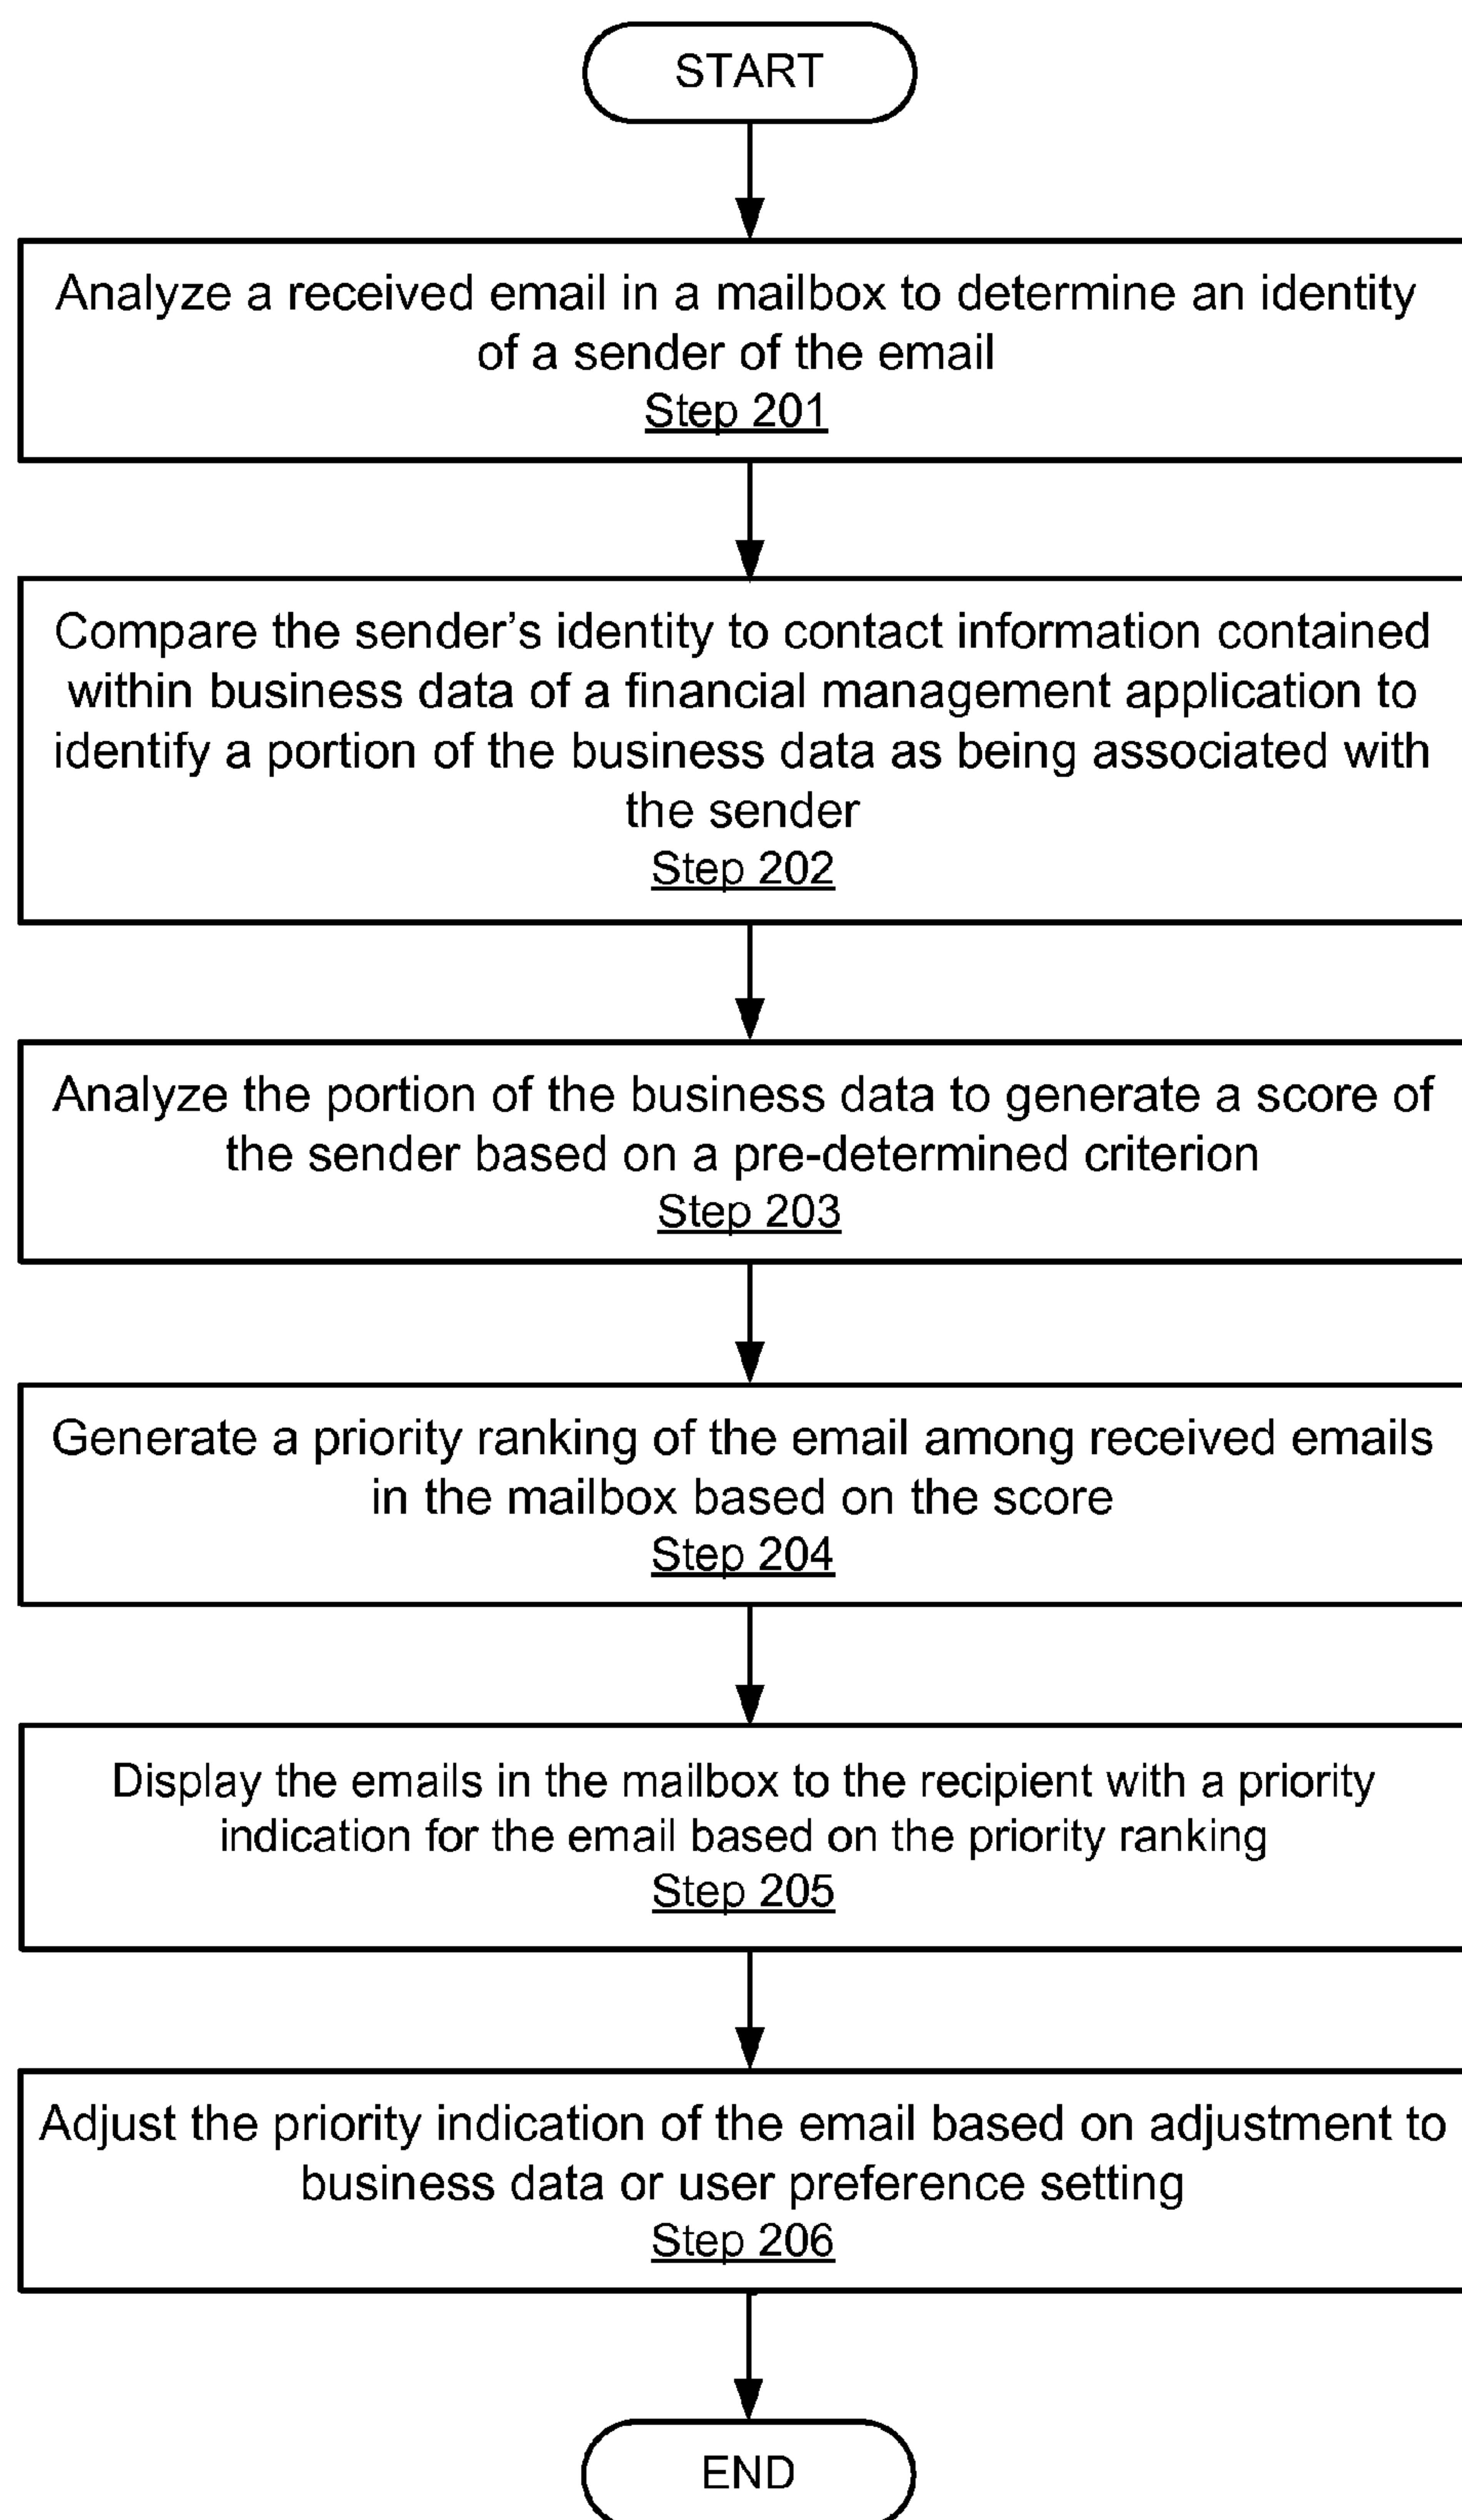 START
Analyze a received email in a mailbox to determine an identity
of a sender of the email
Step 201
Compare the sender’s identity to contact information contained
within business data of a financial management application to
identify a portion of the business data as being associated with
the sender
Step 202
Analyze the portion of the business data to generate a score of
the sender based on a pre-determined criterion
Step 203
Generate a priority ranking of the email among received emails
in the mailbox based on the score
Step 204
Display the emails in the mailbox to the recipient with a priority
indication for the email based on the priority ranking
Step 205
Adjust the priority indication of the email based on adjustment to
business data or user preference setting
Step 206
END